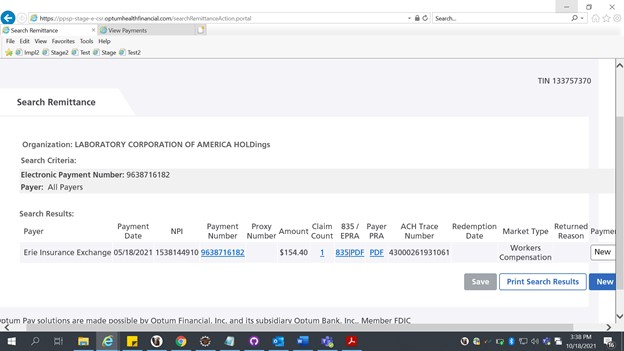 https://ppsp-stage-e-car.optumhealthfinancial.com/searchRemittanceAction.portal
Search...
Search Remittance
View Payments
File Edit View Favorites Tools Help
Impl2 Stage2 Test Stage Test2
TIN 133757370
Search Remittance
Organization: LABORATORY CORPORATION OF AMERICA HOLDings
Search Criteria:
Electronic Payment Number: 9638716182
Payer: All Payers
Search Results:
Payer Payment Date NPI Payment Number Proxy Number Amount Claim Count 835 / EPRA Payer PRA ACH Trace Number Redemption Date Market Type Returned Reason Paymen
Erie Insurance Exchange 05/18/2021 1538144910 9638716182 $154.40 1 835|PDF PDF 43000261931061 Workers Compensation New
Save Print Search Results New
ptum Pay solutions are made possible by Optum Financial, Inc. and its subsidiary Optum Bank, Inc., Member FDIC
3:38 PM
10/18/2021